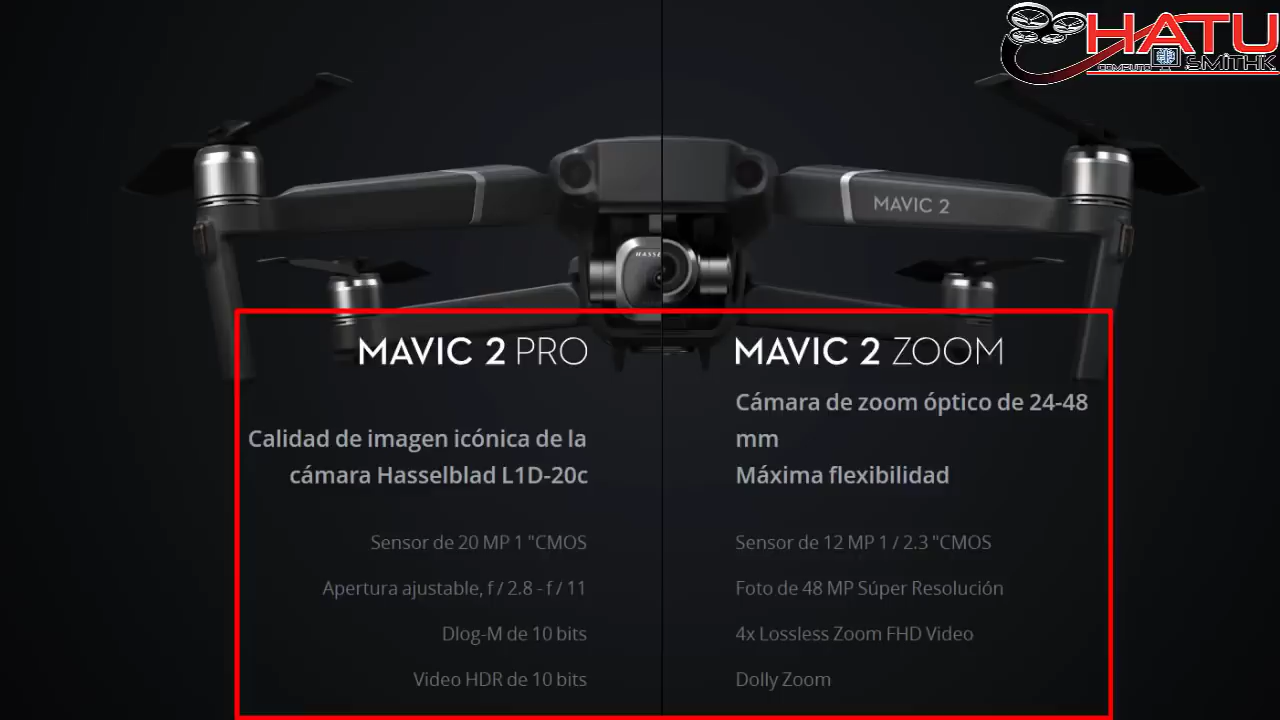 HATU
COMPUTO
SMITHK
MAVIC 2
HASSE
MAVIC 2 PRO
Calidad de imagen icónica de la
cámara Hasselblad L1D-20c
Sensor de 20 MP 1 "CMOS
Apertura ajustable, f / 2.8 - f / 11
Dlog-M de 10 bits
Video HDR de 10 bits
MAVIC 2 ZOOM
Cámara de zoom óptico de 24-48
mm
Máxima flexibilidad
Sensor de 12 MP 1 / 2.3 "CMOS
Foto de 48 MP Súper Resolución
4x Lossless Zoom FHD Video
Dolly Zoom